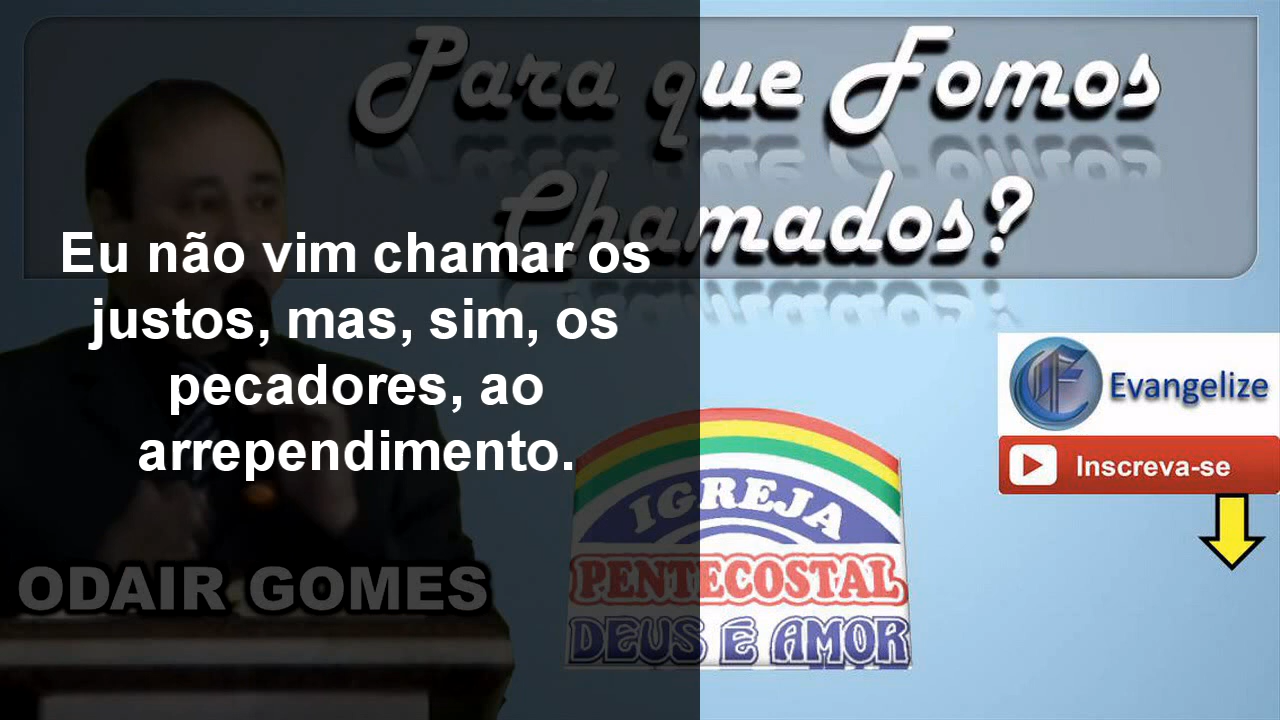 Para que Fomos
Chamados?
Eu não vim chamar os
justos, mas, sim, os
pecadores, ao
arrependimento.
Evangelize
Inscreva-se
IGREJA
PENTECOSTAL
DEUS É AMOR
ODAIR GOMES